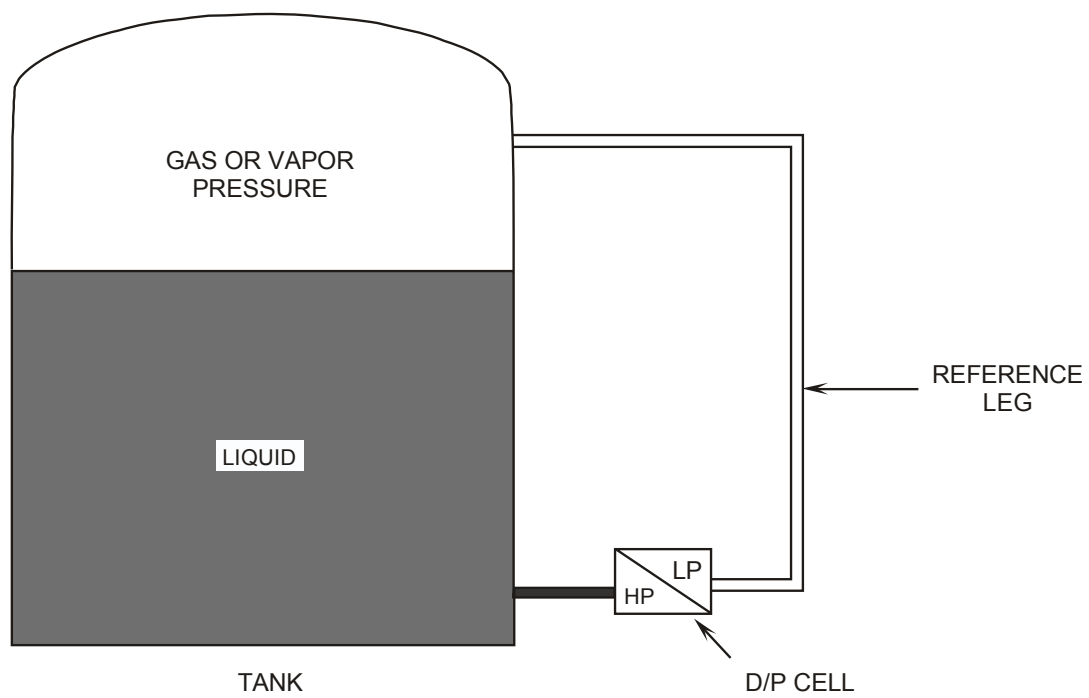 GAS OR VAPOR
PRESSURE
REFERENCE
LEG
LIQUID
LP
HP
TANK
D/P CELL